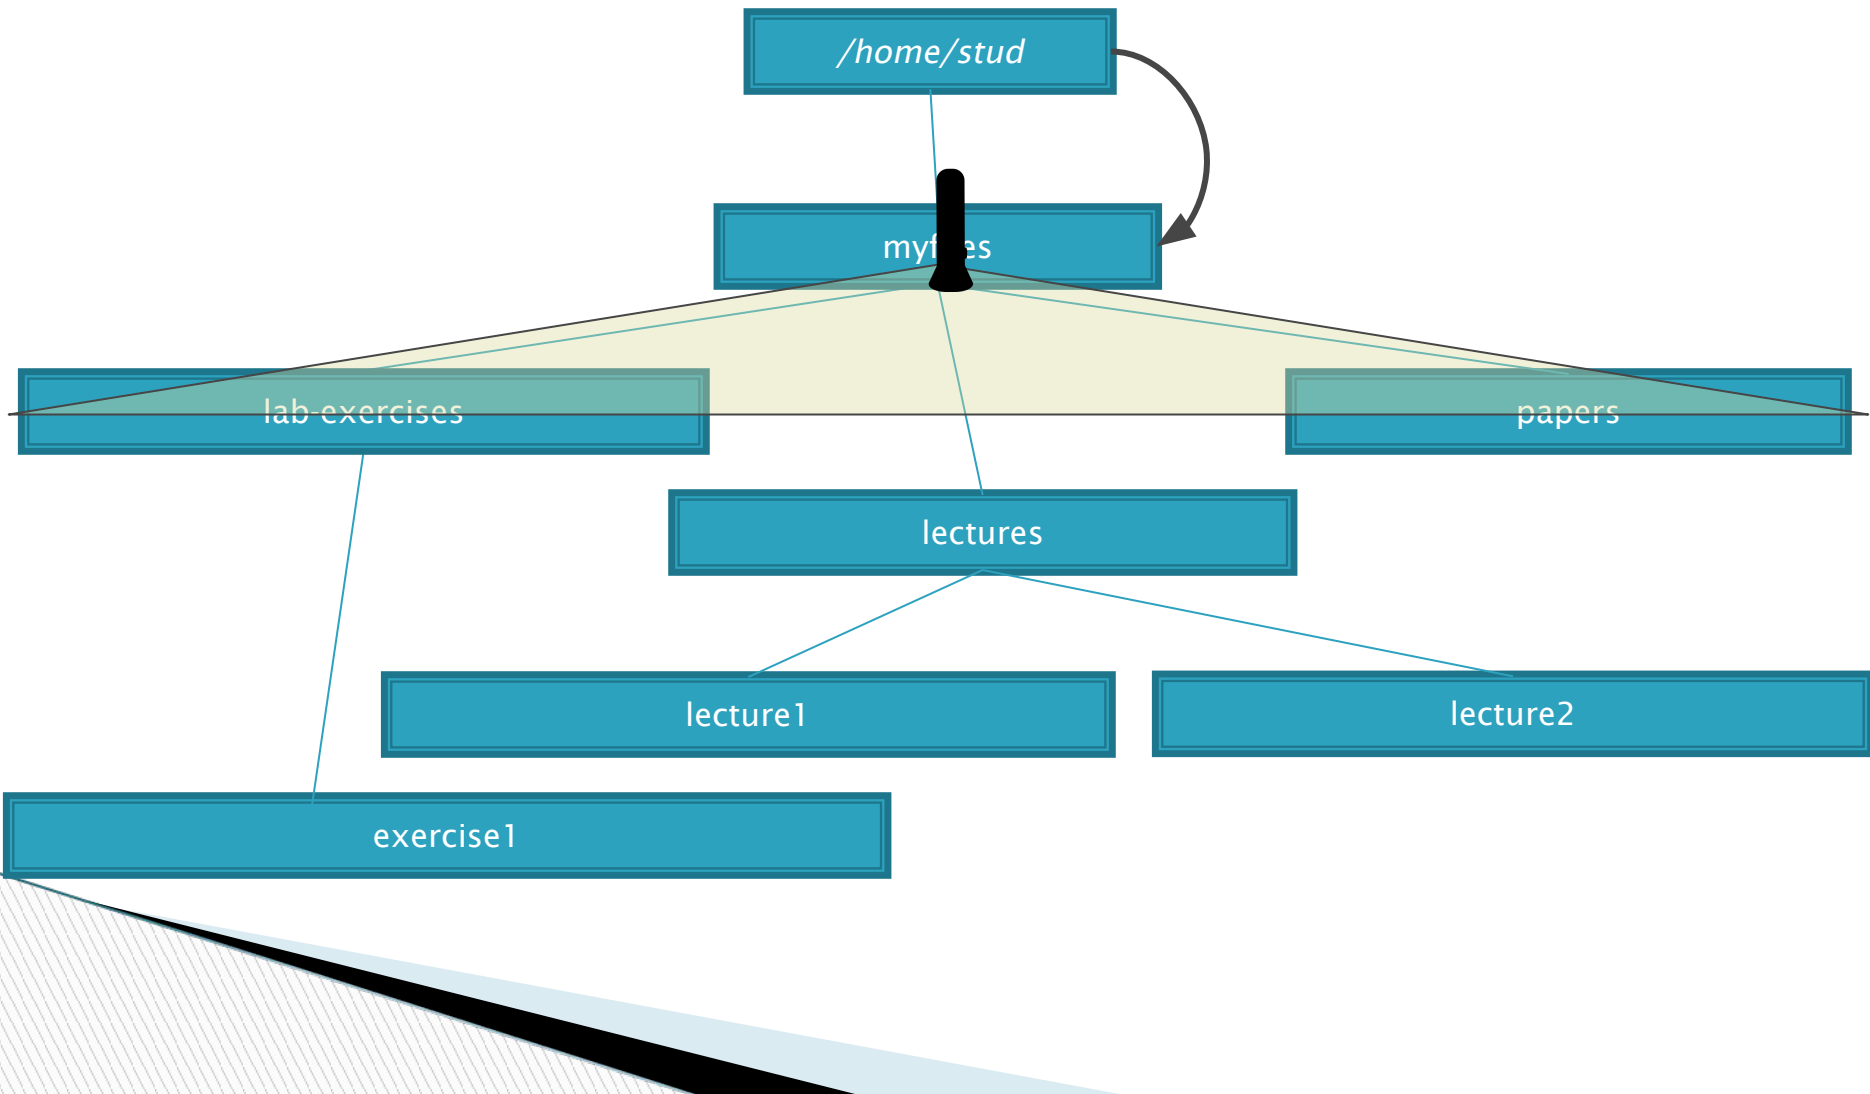 /home/stud
lab-exercises
papers
lectures
lecture1
lecture2
exercise1